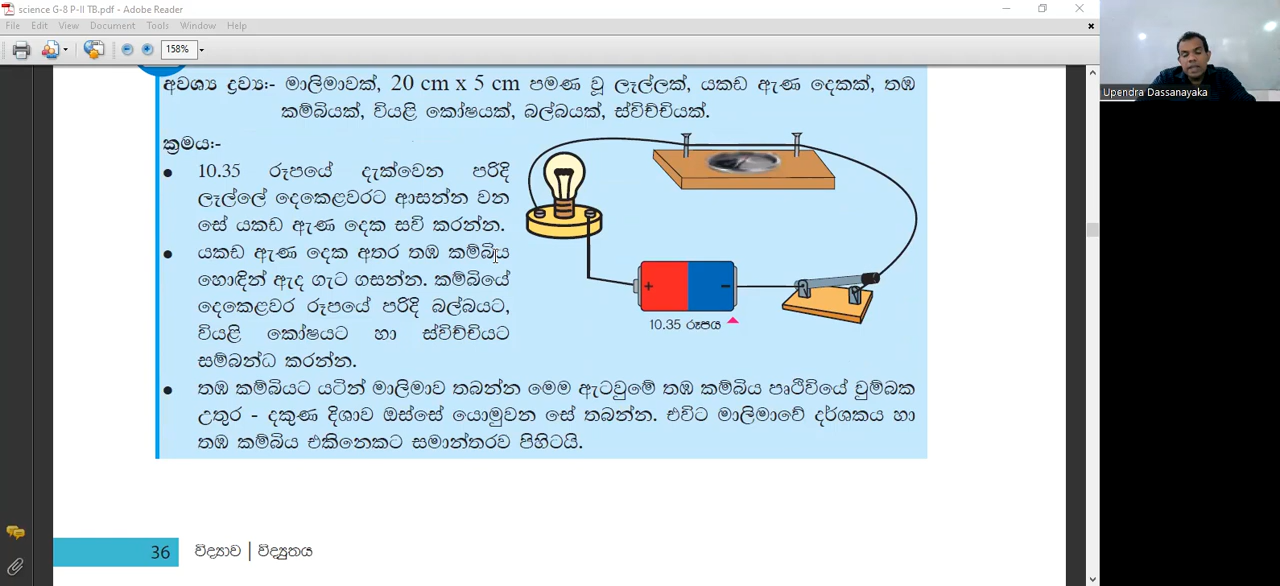 science G-8 P-II TB.pdf - Adobe Reader
File Edit View Document Tools Window Help
158%
Upendra Dassanayaka
අවශ්‍ය ද්‍රව්‍ය:- මාලිමාවක්, 20 cm x 5 cm පමණ වූ ලෑල්ලක්, යකඩ ඇණ දෙකක්, තඹ
කම්බියක්, වියළි කෝෂයක්, බල්බයක්, ස්විච්චියක්.
ක්‍රමය:-
● 10.35 රූපයේ දැක්වෙන පරිදි
ලෑල්ලේ දෙකෙළවරට ආසන්න වන
සේ යකඩ ඇණ දෙක සවි කරන්න.
● යකඩ ඇණ දෙක අතර තඹ කම්බිය
හොඳින් ඇද ගැට ගසන්න. කම්බියේ
දෙකෙළවර රූපයේ පරිදි බල්බයට,
වියළි කෝෂයට හා ස්විච්චියට
සම්බන්ධ කරන්න.
+ −
10.35 රූපය
● තඹ කම්බියට යටින් මාලිමාව තබන්න මෙම ඇටවුමේ තඹ කම්බිය පෘථිවියේ චුම්බක
උතුර - දකුණ දිශාව ඔස්සේ යොමුවන සේ තබන්න. එවිට මාලිමාවේ දර්ශකය හා
තඹ කම්බිය එකිනෙකට සමාන්තරව පිහිටයි.
36 විද්‍යාව | විද්‍යුතය